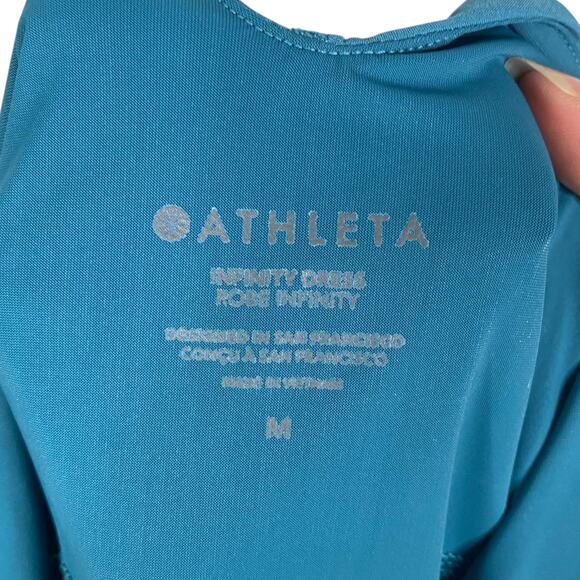 ATHLETA
INFINITY DRESS
ROBE INFINITY
DESIGNED IN SAN FRANCISCO
CONÇU À SAN FRANCISCO
MADE IN VIETNAM
M